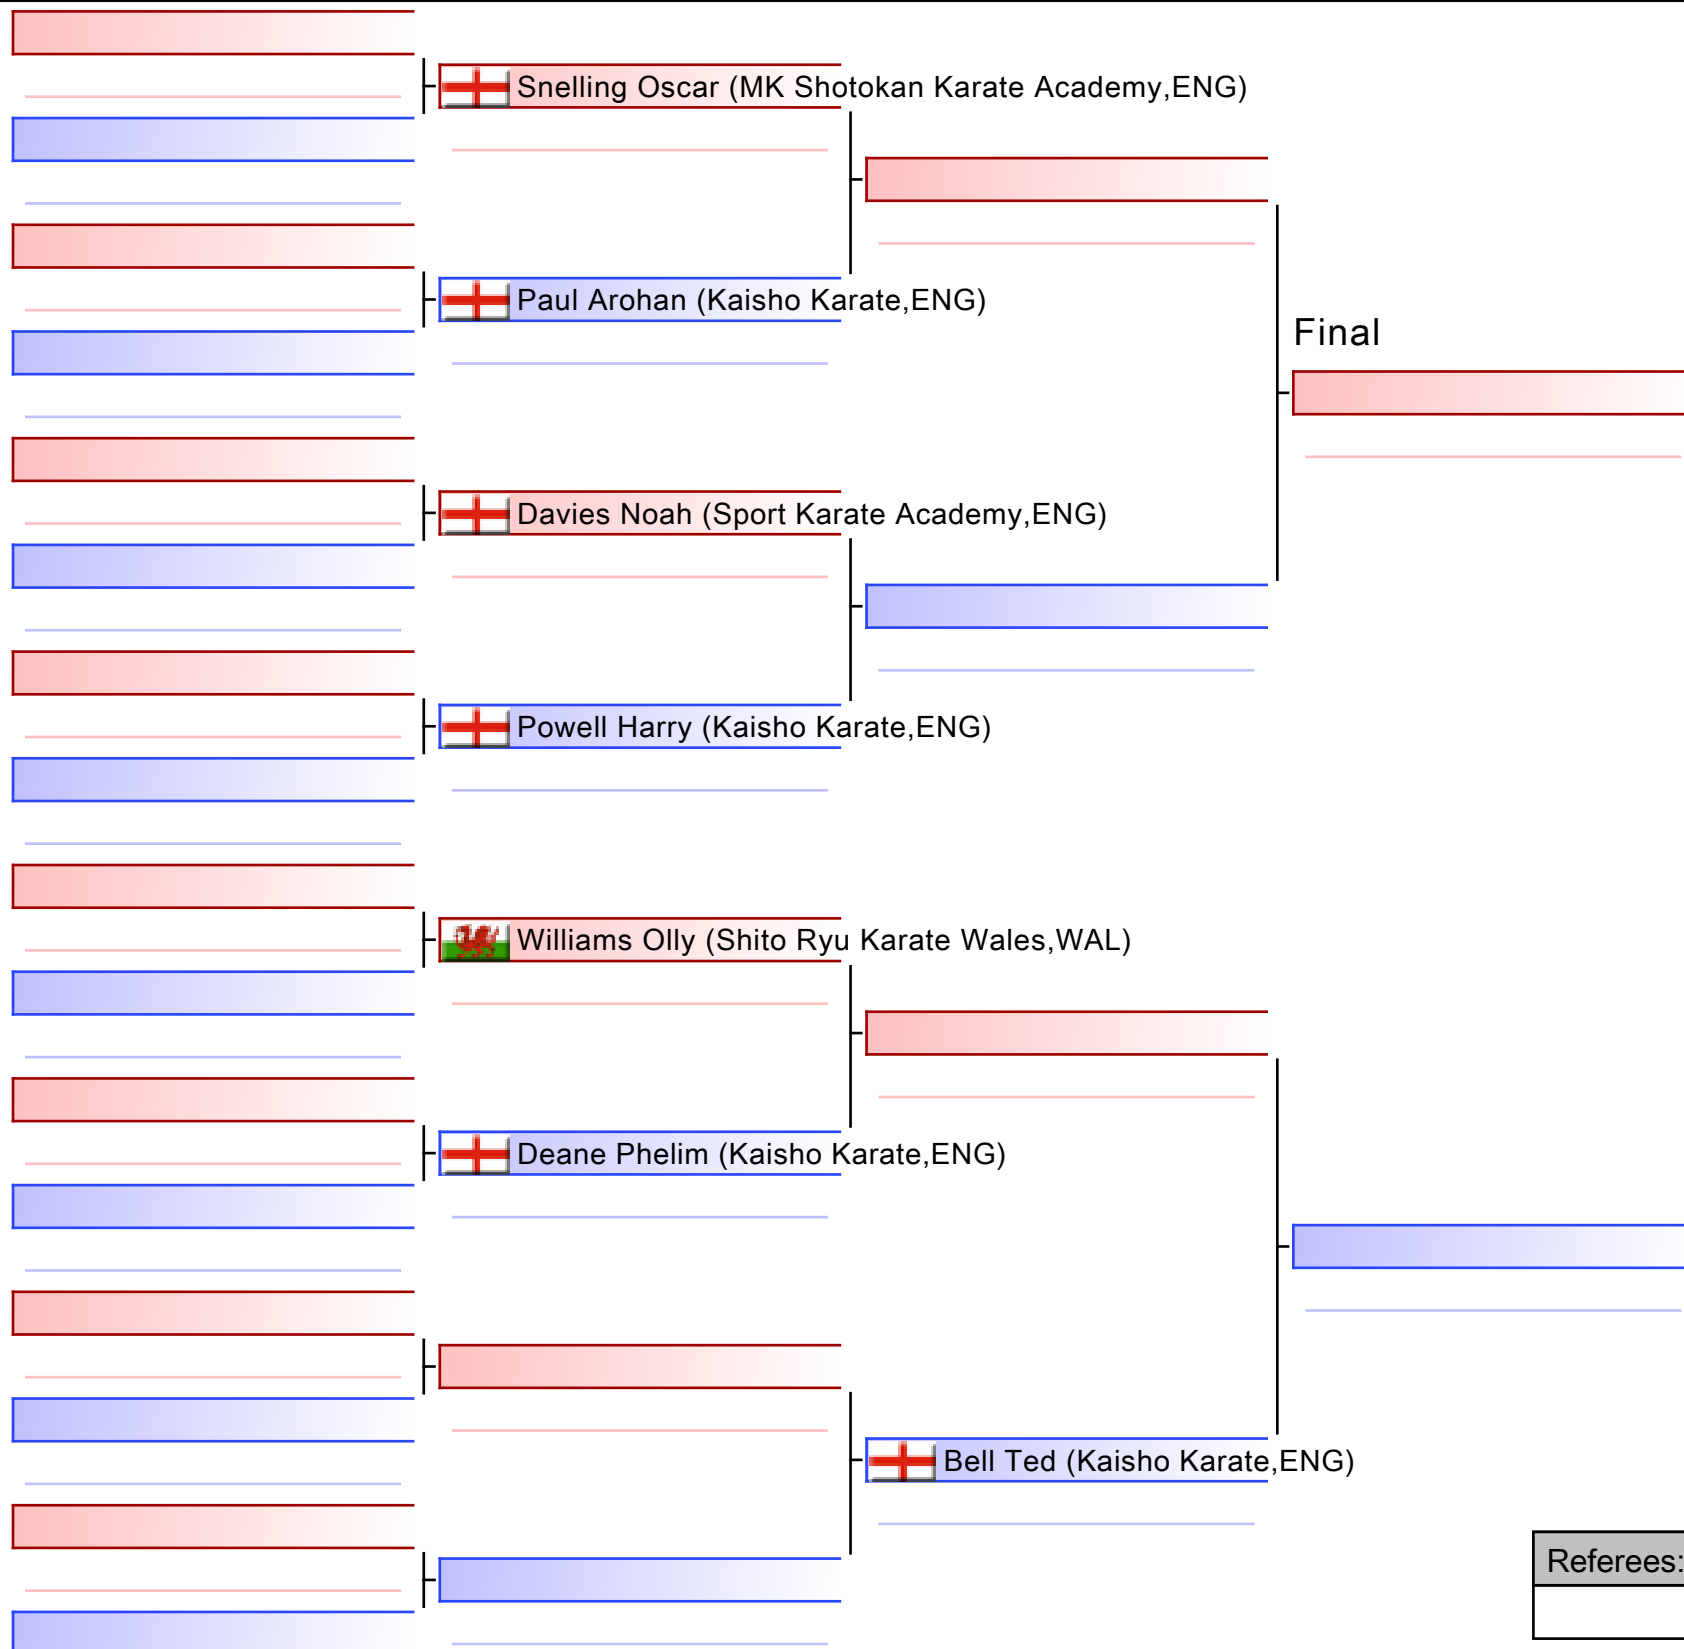 Snelling Oscar (MK Shotokan Karate Academy,ENG)
Paul Arohan (Kaisho Karate,ENG)
Final
Davies Noah (Sport Karate Academy,ENG)
Powell Harry (Kaisho Karate,ENG)
Williams Olly (Shito Ryu Karate Wales,WAL)
Deane Phelim (Kaisho Karate,ENG)
Bell Ted (Kaisho Karate,ENG)
Referees: